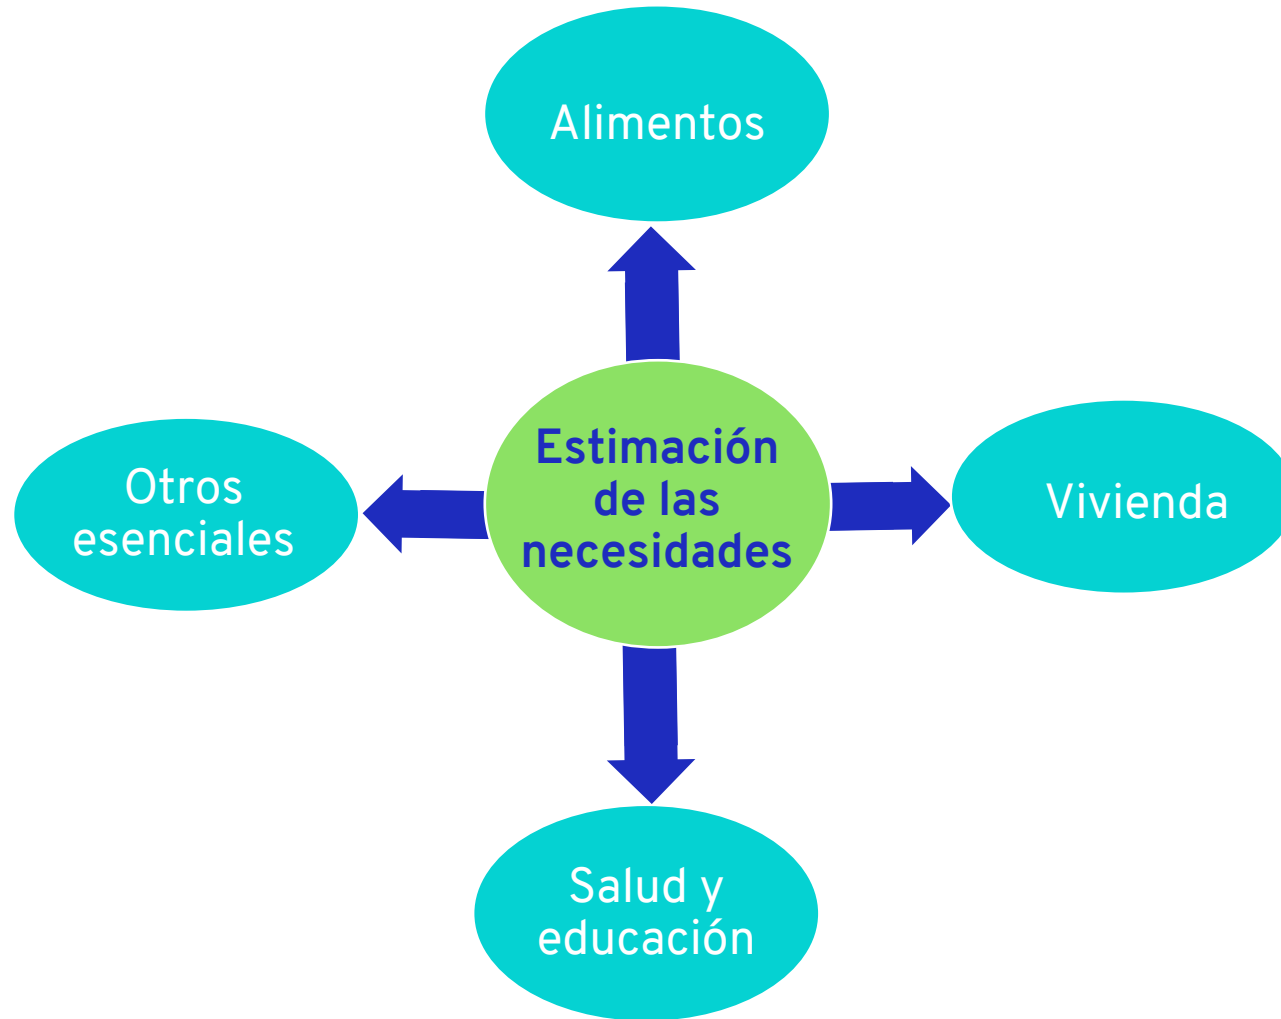 Alimentos
Estimación
de las
necesidades
Otros
esenciales
Vivienda
Salud y
educación